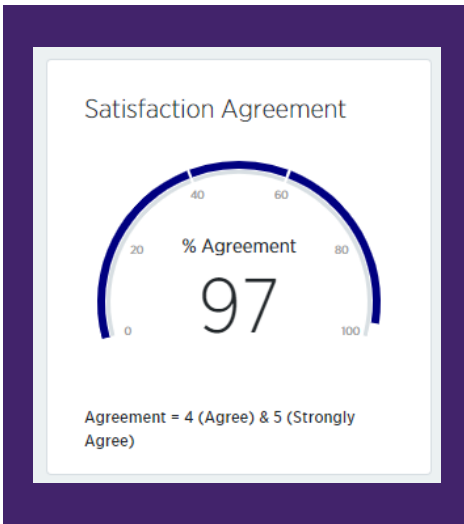 Satisfaction Agreement
40 60
20 % Agreement 80
97
0 100
Agreement = 4 (Agree) & 5 (Strongly
Agree)